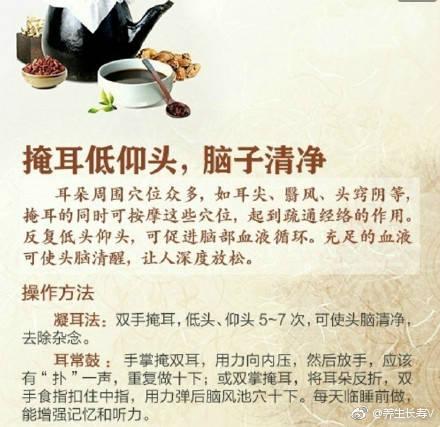 掩耳低仰头，脑子清净
耳朵周围穴位众多，如耳尖、翳风、头窍阴等，
掩耳的同时可按摩这些穴位，起到疏通经络的作用。
反复低头仰头，可促进脑部血液循环。充足的血液
可使头脑清醒，让人深度放松。
操作方法
凝耳法：双手掩耳，低头、仰头 5~7 次，可使头脑清净，
去除杂念。
耳常鼓：手掌掩双耳，用力向内压，然后放手，应该
有“扑”一声，重复做十下；或双掌掩耳，将耳朵反折，双
手食指扣住中指，用力弹后脑风池穴十下。每天临睡前做，
能增强记忆和听力。
@养生长寿V